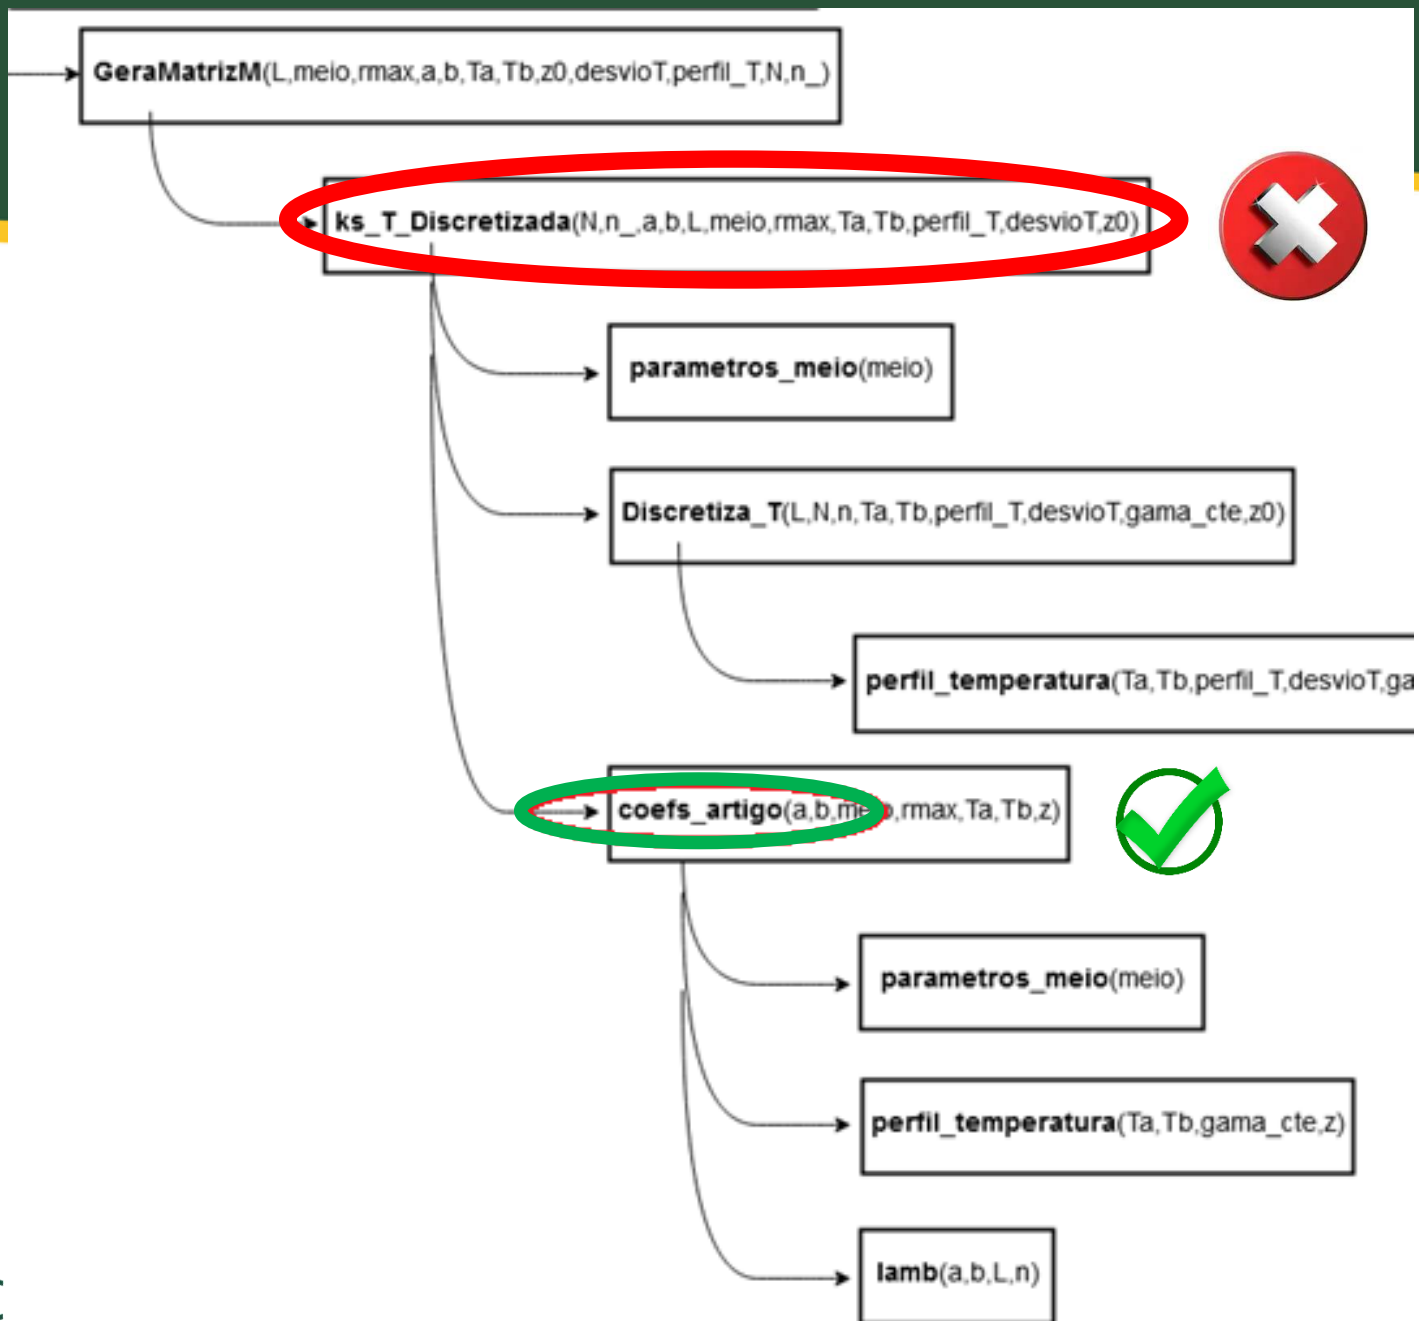 GeraMatrizM(L,meio,rmax,a,b,Ta,Tb,z0,desvioT,perfil_T,N,n_)
ks_T_Discretizada(N,n_,a,b,L,meio,rmax,Ta,Tb,perfil_T,desvioT,z0)
parametros_meio(meio)
Discretiza_T(L,N,n,Ta,Tb,perfil_T,desvioT,gama_cte,z0)
perfil_temperatura(Ta,Tb,perfil_T,desvioT,ga
coefs_artigo(a,b,meio,rmax,Ta,Tb,z)
parametros_meio(meio)
perfil_temperatura(Ta,Tb,gama_cte,z)
lamb(a,b,L,n)